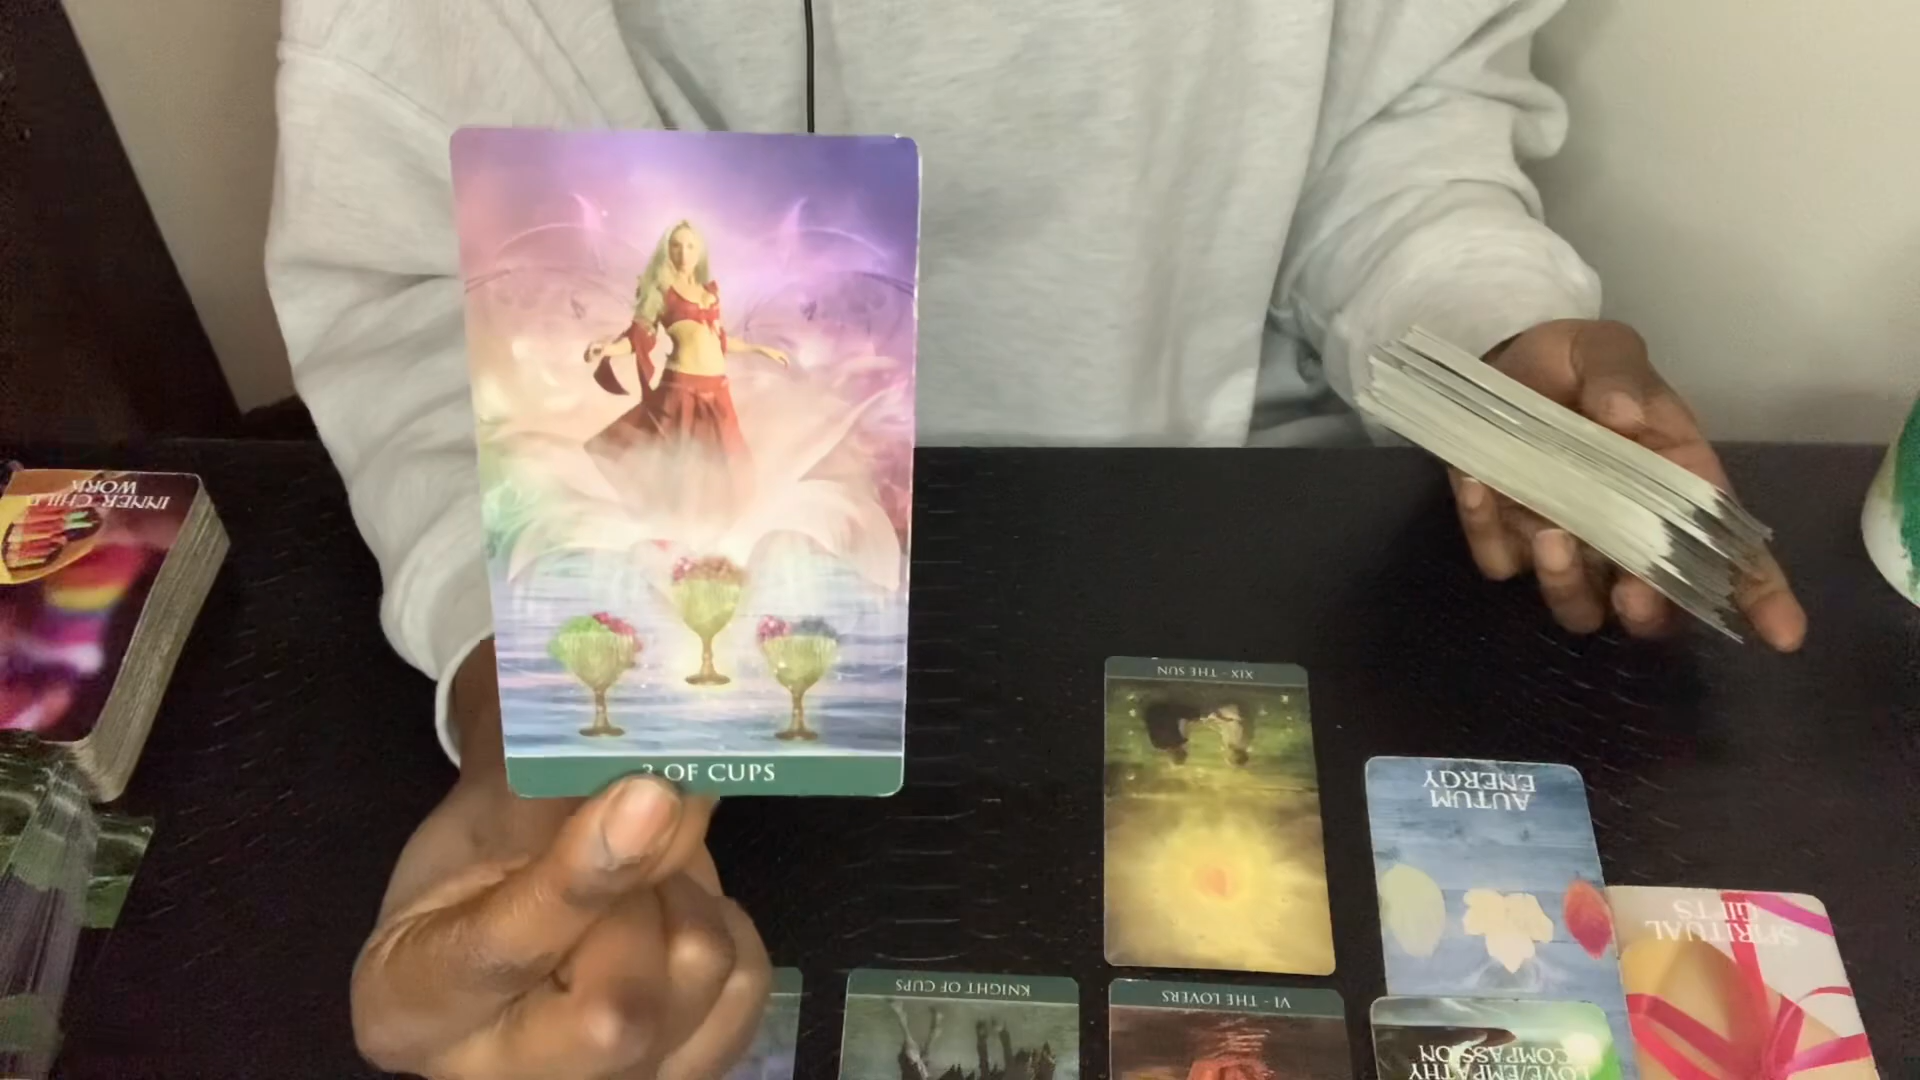 3 OF CUPS
INNER CHILD
WORK
XIX - THE SUN
AUTUM
ENERGY
SPIRITUAL
GIFTS
KNIGHT OF CUPS
VI - THE LOVERS
LOVE/EMPATHY
COMPASSION